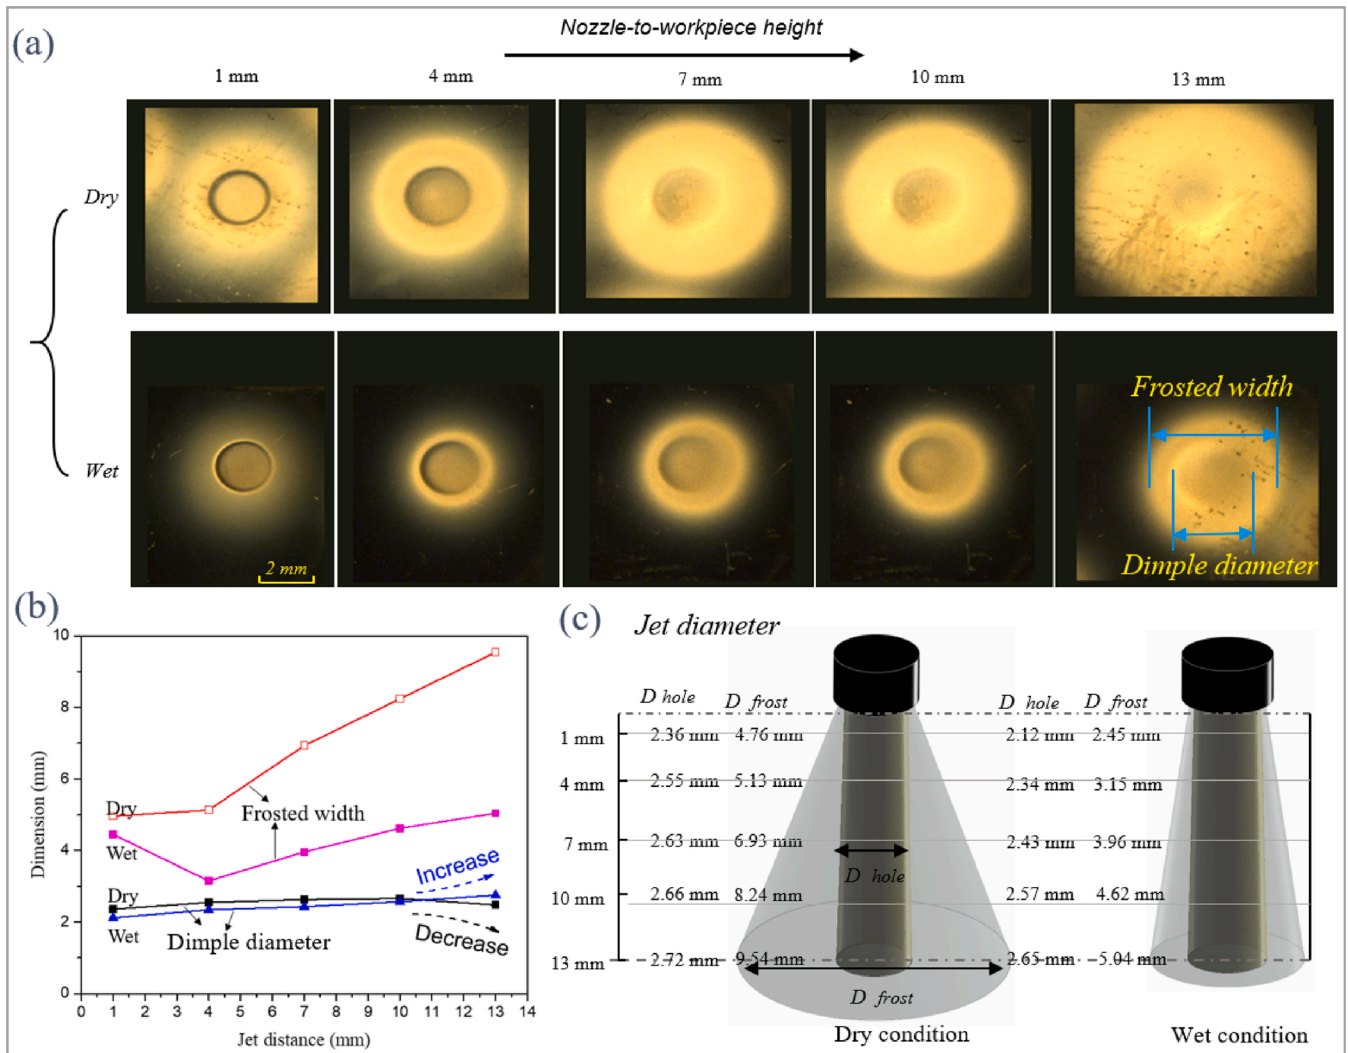 (a)
Nozzle-to-workpiece height
1 mm
4 mm
7 mm
10 mm
13 mm
Dry
Wet
2 mm
Frosted width
Dimple diameter
(b)
10
8
6
4
2
0
Dimension (mm)
Dry
Wet
Frosted width
Dry
Wet
Dimple diameter
Increase
Decrease
0 1 2 3 4 5 6 7 8 9 10 11 12 13 14
Jet distance (mm)
(c)
Jet diameter
D hole D frost D hole D frost
1 mm 2.36 mm 4.76 mm 2.12 mm 2.45 mm
4 mm 2.55 mm 5.13 mm 2.34 mm 3.15 mm
7 mm 2.63 mm 6.93 mm 2.43 mm 3.96 mm
D hole
10 mm 2.66 mm 8.24 mm 2.57 mm 4.62 mm
13 mm 2.72 mm 9.54 mm 2.65 mm 5.04 mm
D frost
Dry condition
Wet condition